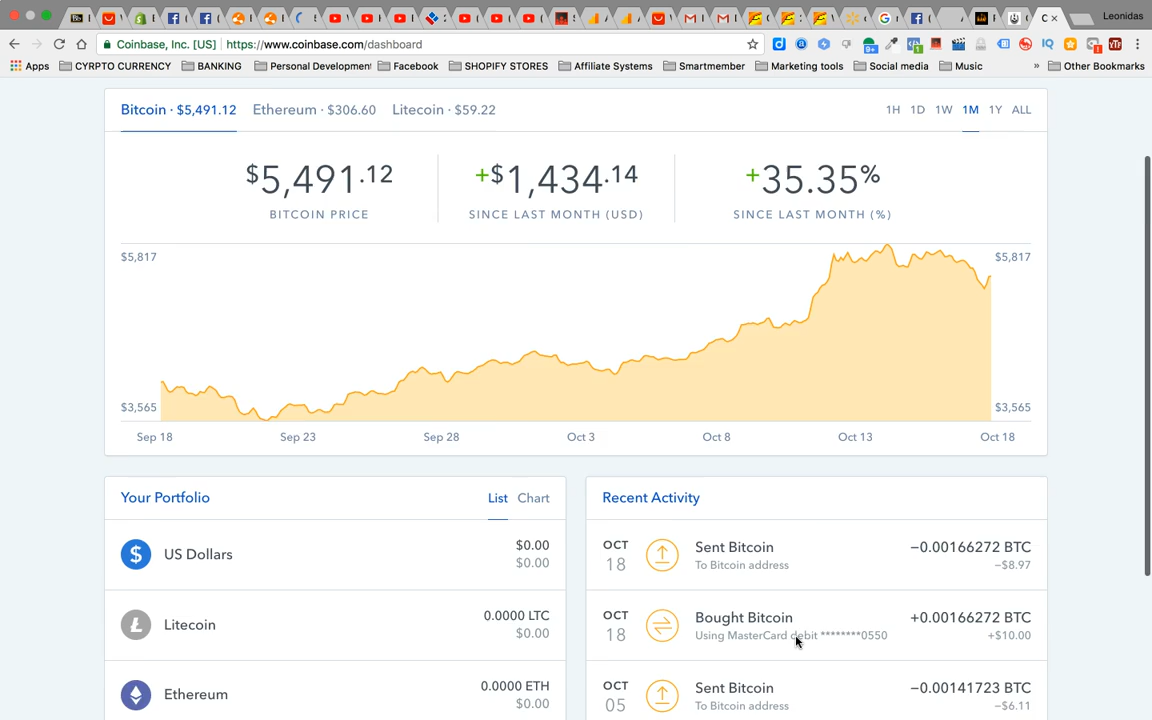 Leonidas
Coinbase, Inc. [US] https://www.coinbase.com/dashboard
Apps CYRPTO CURRENCY BANKING Personal Development Facebook SHOPIFY STORES Affiliate Systems Smartmember Marketing tools Social media Music » Other Bookmarks
Bitcoin · $5,491.12 Ethereum · $306.60 Litecoin · $59.22 1H 1D 1W 1M 1Y ALL
$5,491.12 +$1,434.14 +35.35%
BITCOIN PRICE SINCE LAST MONTH (USD) SINCE LAST MONTH (%)
$5,817 $5,817
$3,565 $3,565
Sep 18 Sep 23 Sep 28 Oct 3 Oct 8 Oct 13 Oct 18
Your Portfolio List Chart
US Dollars $0.00
$0.00
Litecoin 0.0000 LTC
$0.00
Ethereum 0.0000 ETH
$0.00
Recent Activity
OCT 18 Sent Bitcoin −0.00166272 BTC
To Bitcoin address −$8.97
OCT 18 Bought Bitcoin +0.00166272 BTC
Using MasterCard debit ********0550 +$10.00
OCT 05 Sent Bitcoin −0.00141723 BTC
To Bitcoin address −$6.11